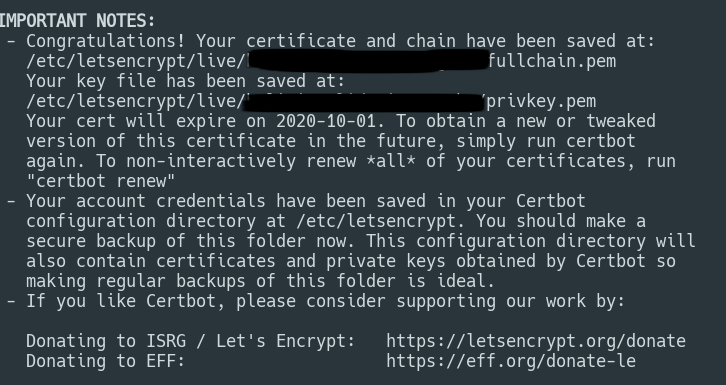 IMPORTANT NOTES:
- Congratulations! Your certificate and chain have been saved at:
/etc/letsencrypt/live/ fullchain.pem
Your key file has been saved at:
/etc/letsencrypt/live/ /privkey.pem
Your cert will expire on 2020-10-01. To obtain a new or tweaked
version of this certificate in the future, simply run certbot
again. To non-interactively renew *all* of your certificates, run
"certbot renew"
- Your account credentials have been saved in your Certbot
configuration directory at /etc/letsencrypt. You should make a
secure backup of this folder now. This configuration directory will
also contain certificates and private keys obtained by Certbot so
making regular backups of this folder is ideal.
- If you like Certbot, please consider supporting our work by:
Donating to ISRG / Let's Encrypt: https://letsencrypt.org/donate
Donating to EFF: https://eff.org/donate-le